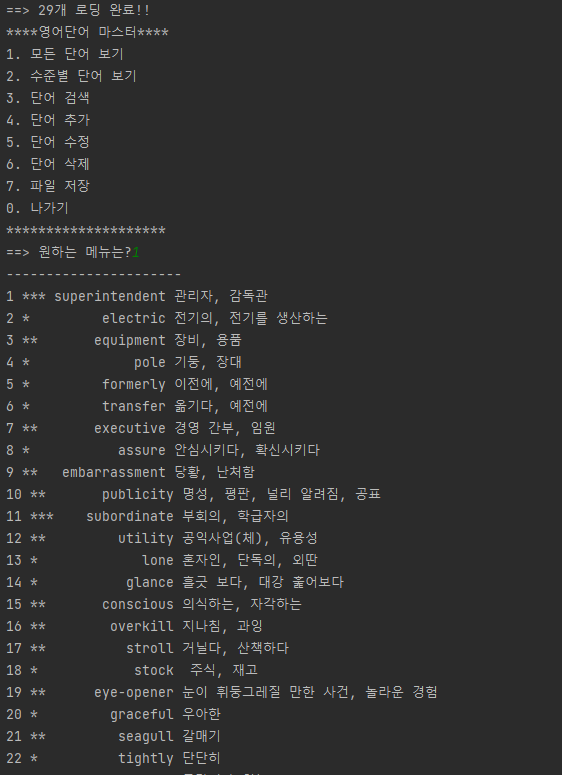 ==> 29개 로딩 완료!!
****영어단어 마스터****
1. 모든 단어 보기
2. 수준별 단어 보기
3. 단어 검색
4. 단어 추가
5. 단어 수정
6. 단어 삭제
7. 파일 저장
0. 나가기
********************
==> 원하는 메뉴는?1
----------------------
1 *** superintendent 관리자, 감독관
2 * electric 전기의, 전기를 생산하는
3 ** equipment 장비, 용품
4 * pole 기둥, 장대
5 * formerly 이전에, 예전에
6 * transfer 옮기다, 예전에
7 ** executive 경영 간부, 임원
8 * assure 안심시키다, 확신시키다
9 ** embarrassment 당황, 난처함
10 ** publicity 명성, 평판, 널리 알려짐, 공표
11 *** subordinate 부회의, 학급자의
12 ** utility 공익사업(체), 유용성
13 * lone 혼자인, 단독의, 외딴
14 * glance 흘긋 보다, 대강 훑어보다
15 ** conscious 의식하는, 자각하는
16 ** overkill 지나침, 과잉
17 ** stroll 거닐다, 산책하다
18 * stock 주식, 재고
19 ** eye-opener 눈이 휘둥그레질 만한 사건, 놀라운 경험
20 * graceful 우아한
21 ** seagull 갈매기
22 * tightly 단단히